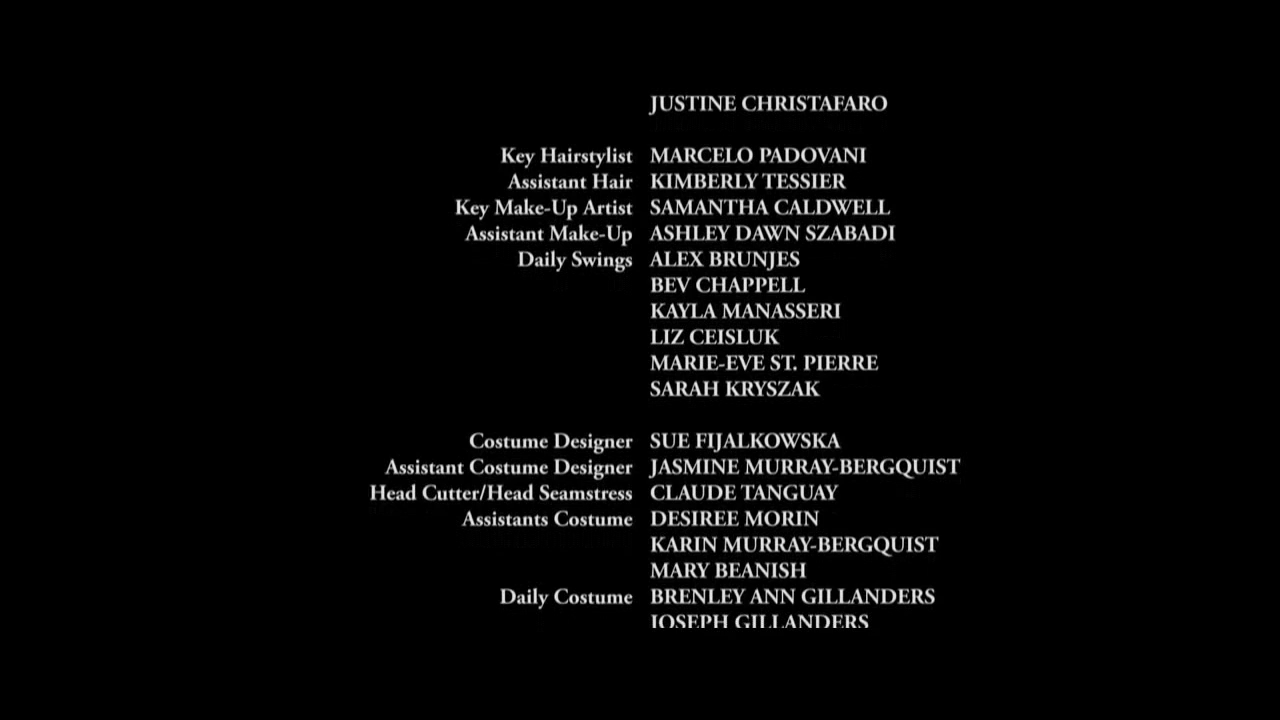 JUSTINE CHRISTAFARO
Key Hairstylist MARCELO PADOVANI
Assistant Hair KIMBERLY TESSIER
Key Make-Up Artist SAMANTHA CALDWELL
Assistant Make-Up ASHLEY DAWN SZABADI
Daily Swings ALEX BRUNJES
BEV CHAPPELL
KAYLA MANASSERI
LIZ CEISLUK
MARIE-EVE ST. PIERRE
SARAH KRYSZAK
Costume Designer SUE FIJALKOWSKA
Assistant Costume Designer JASMINE MURRAY-BERGQUIST
Head Cutter/Head Seamstress CLAUDE TANGUAY
Assistants Costume DESIREE MORIN
KARIN MURRAY-BERGQUIST
MARY BEANISH
Daily Costume BRENLEY ANN GILLANDERS
JOSEPH GILLANDERS